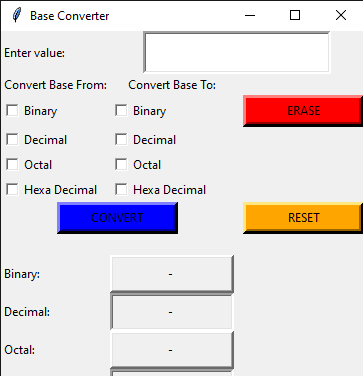 Base Converter
Enter value:
Convert Base From: Convert Base To:
Binary Binary ERASE
Decimal Decimal
Octal Octal
Hexa Decimal Hexa Decimal
CONVERT RESET
Binary: -
Decimal: -
Octal: -